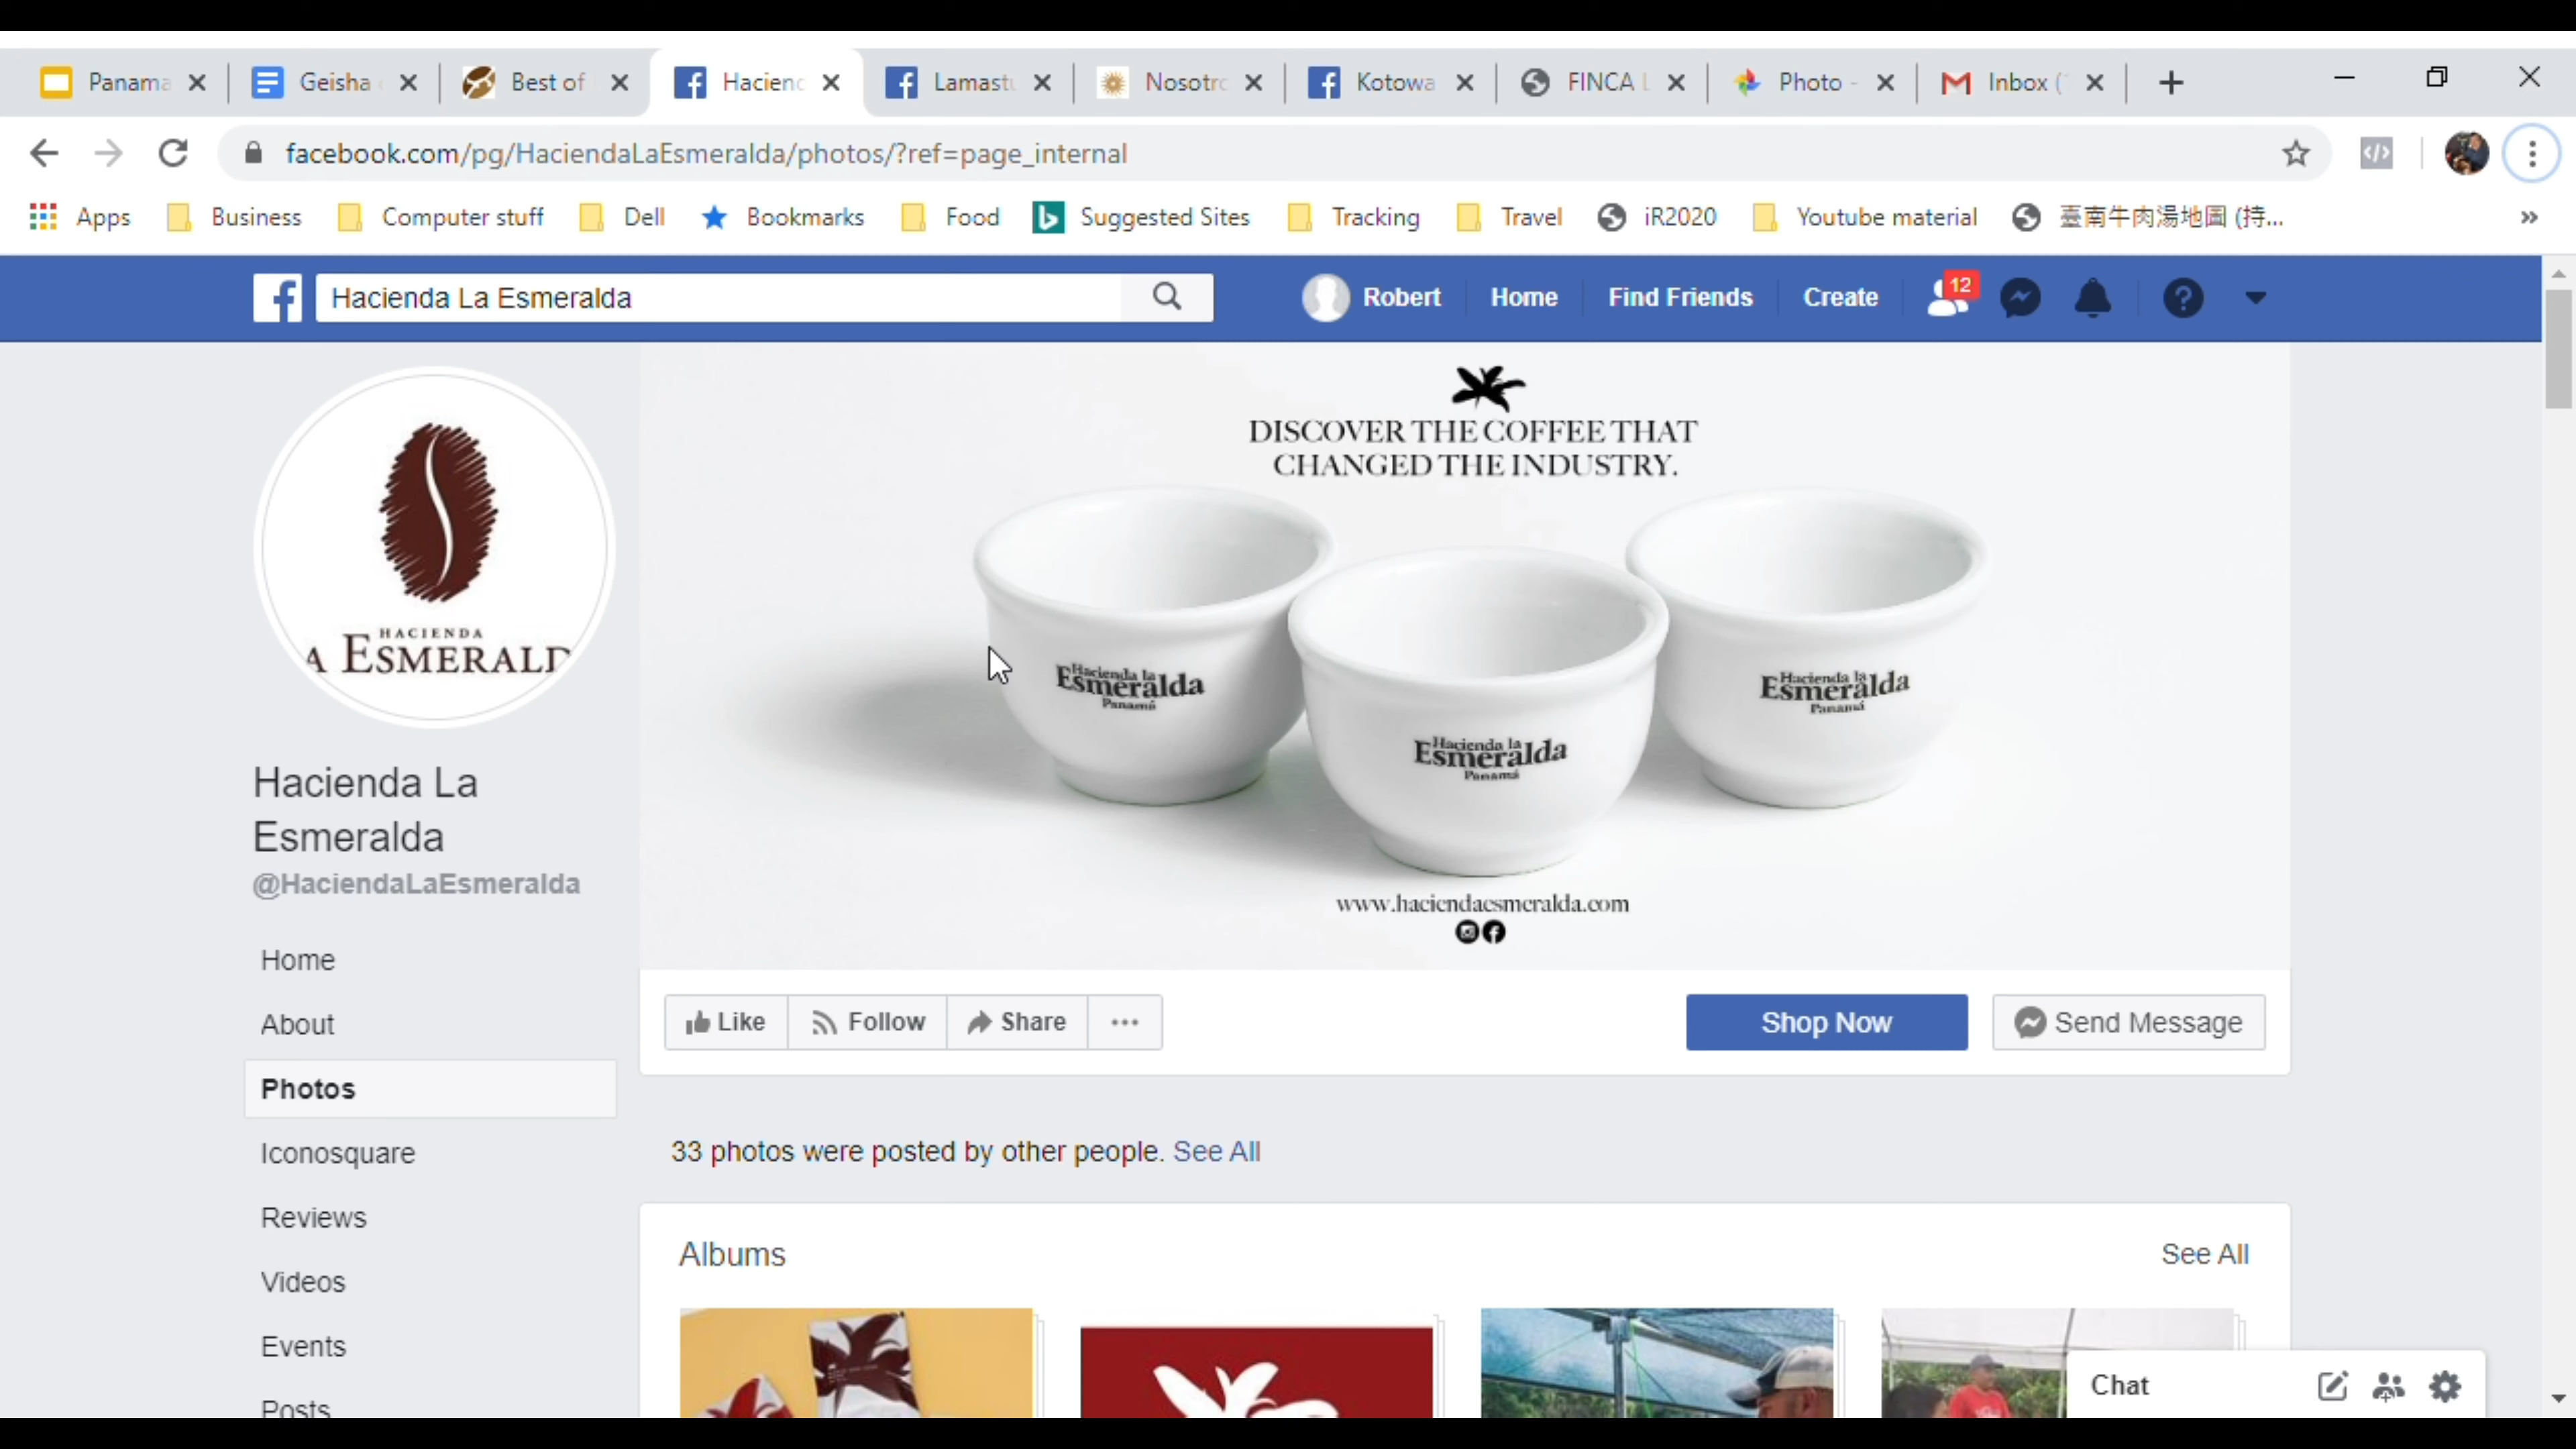 Panama Geisha Best of Hacienc Lamastu Nosotro Kotowa FINCA L Photo - Inbox (
facebook.com/pg/HaciendaLaEsmeralda/photos/?ref=page_internal
Apps Business Computer stuff Dell Bookmarks Food Suggested Sites Tracking Travel iR2020 Youtube material 臺南牛肉湯地圖 (持... »
Hacienda La Esmeralda
Robert Home Find Friends Create 12
DISCOVER THE COFFEE THAT
CHANGED THE INDUSTRY.
HACIENDA
A ESMERALD
Hacienda la
Esmeralda
Panamá
Hacienda la
Esmeralda
Panamá
Hacienda la
Esmeralda
Panamá
www.haciendaesmeralda.com
Hacienda La
Esmeralda
@HaciendaLaEsmeralda
Home
About
Photos
Iconosquare
Reviews
Videos
Events
Posts
Like Follow Share ... Shop Now Send Message
33 photos were posted by other people. See All
Albums See All
Chat